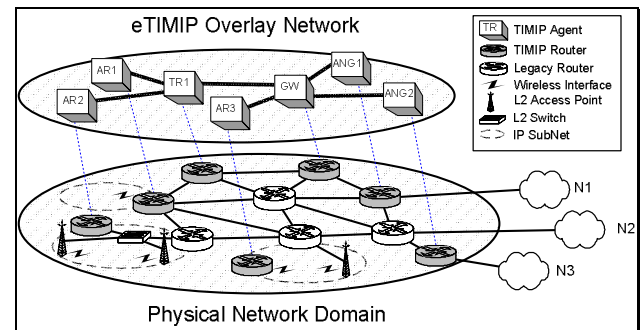 eTIMIP Overlay Network
AR1
AR2
TR1
AR3
GW
ANG1
ANG2
TR
TIMIP Agent
TIMIP Router
Legacy Router
Wireless Interface
L2 Access Point
L2 Switch
IP SubNet
N1
N2
N3
Physical Network Domain